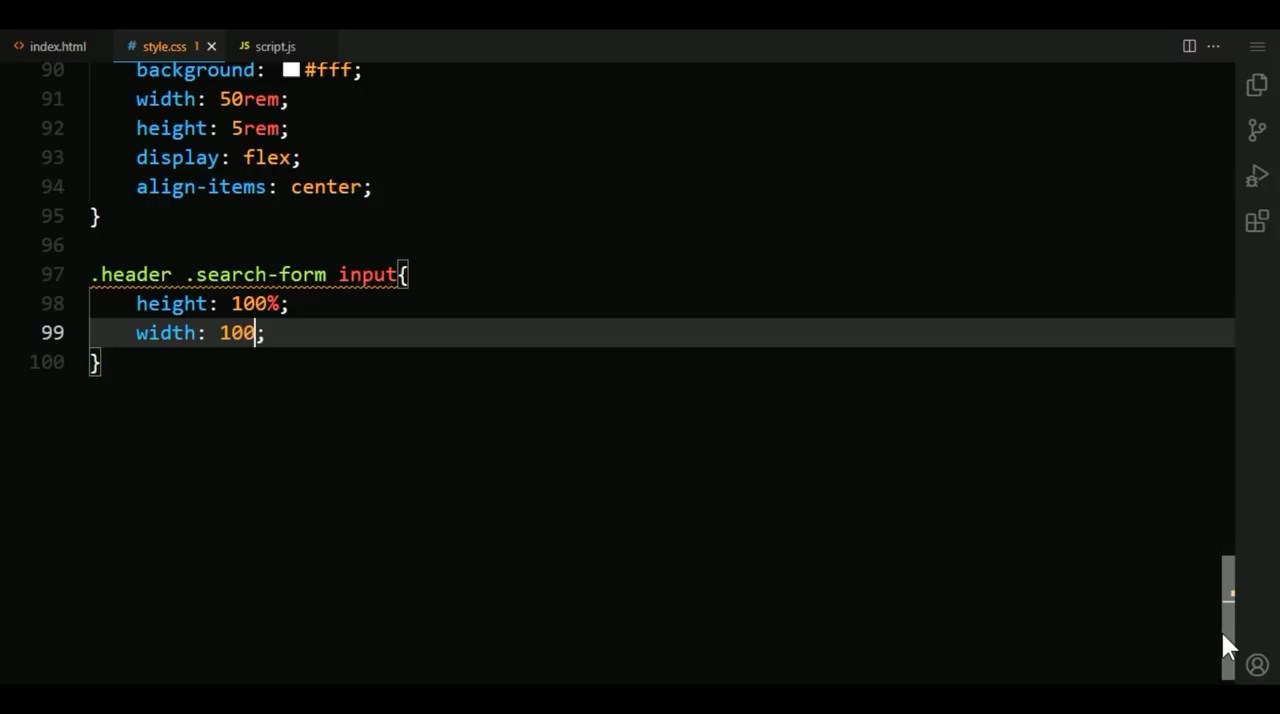 index.html # style.css 1 JS script.js
90 background: #fff;
91 width: 50rem;
92 height: 5rem;
93 display: flex;
94 align-items: center;
95 }
96
97 .header .search-form input{
98 height: 100%;
99 width: 100;
100 }